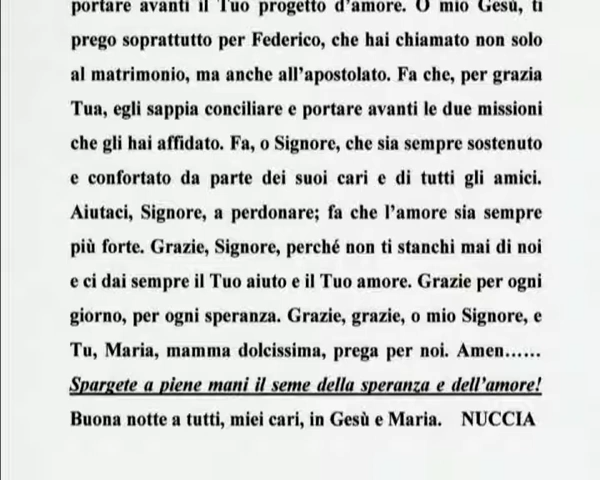 portare avanti il Tuo progetto d'amore. O mio Gesù, ti
prego soprattutto per Federico, che hai chiamato non solo
al matrimonio, ma anche all'apostolato. Fa che, per grazia
Tua, egli sappia conciliare e portare avanti le due missioni
che gli hai affidato. Fa, o Signore, che sia sempre sostenuto
e confortato da parte dei suoi cari e di tutti gli amici.
Aiutaci, Signore, a perdonare; fa che l'amore sia sempre
più forte. Grazie, Signore, perché non ti stanchi mai di noi
e ci dai sempre il Tuo aiuto e il Tuo amore. Grazie per ogni
giorno, per ogni speranza. Grazie, grazie, o mio Signore, e
Tu, Maria, mamma dolcissima, prega per noi. Amen……
Spargete a piene mani il seme della speranza e dell'amore!
Buona notte a tutti, miei cari, in Gesù e Maria. NUCCIA